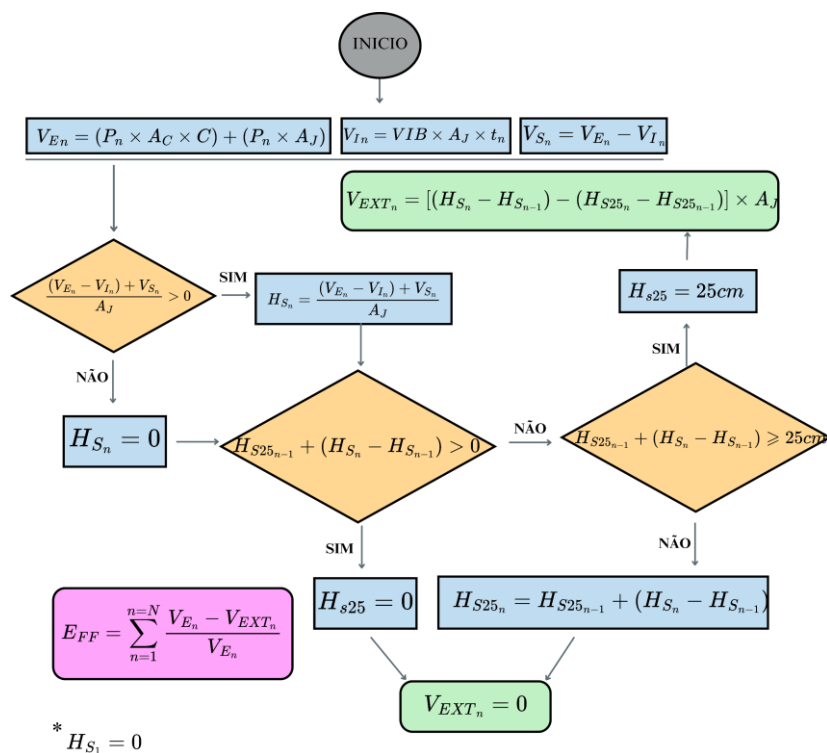 INICIO
V_{E_n} = (P_n × A_C × C) + (P_n × A_J)
V_{I_n} = VIB × A_J × t_n
V_{S_n} = V_{E_n} − V_{I_n}
V_{EXT_n} = [(H_{S_n} − H_{S_{n−1}}) − (H_{S25_n} − H_{S25_{n−1}})] × A_J
\frac{(V_{E_n} − V_{I_n}) + V_{S_n}}{A_J} > 0
SIM
H_{S_n} = \frac{(V_{E_n} − V_{I_n}) + V_{S_n}}{A_J}
H_{s25} = 25cm
SIM
NÃO
H_{S_n} = 0
H_{S25_{n−1}} + (H_{S_n} − H_{S_{n−1}}) > 0
NÃO
H_{S25_{n−1}} + (H_{S_n} − H_{S_{n−1}}) ⩾ 25cm
SIM
NÃO
H_{s25} = 0
H_{S25_n} = H_{S25_{n−1}} + (H_{S_n} − H_{S_{n−1}})
E_{FF} = \sum_{n=1}^{n=N} \frac{V_{E_n} − V_{EXT_n}}{V_{E_n}}
V_{EXT_n} = 0
* H_{S_1} = 0